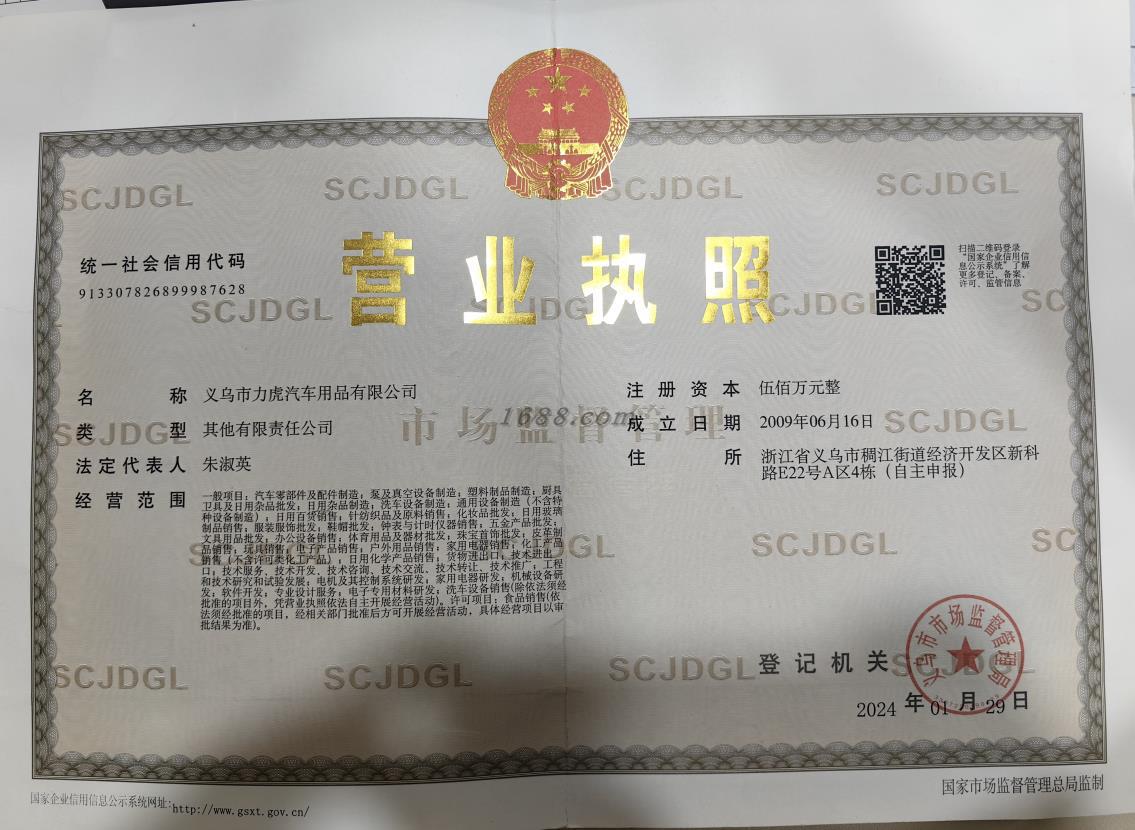 SCJDGL SCJDGL SCJDGL SCJDGL
营业执照
统一社会信用代码
913307826899987628
扫描二维码登录
“国家企业信用信
息公示系统”了解
更多登记、备案、
许可、监管信息
名称 义乌市力虎汽车用品有限公司
类型 其他有限责任公司
法定代表人 朱淑英
经营范围 一般项目：汽车零部件及配件制造；泵及真空设备制造；塑料制品制造；厨具
卫具及日用杂品批发；日用杂品制造；洗车设备制造；通用设备制造（不含特
种设备制造）；日用百货销售；针纺织品及原料销售；化妆品批发；日用玻璃
制品销售；服装服饰批发；鞋帽批发；钟表与计时仪器销售；五金产品批发；
文具用品批发；办公设备销售；体育用品及器材批发；珠宝首饰批发；皮革制
品销售；玩具销售；电子产品销售；户外用品销售；家用电器销售；化工产品
销售（不含许可类化工产品）；日用化学产品销售；货物进出口；技术进出
口；技术服务、技术开发、技术咨询、技术交流、技术转让、技术推广；工程
和技术研究和试验发展；电机及其控制系统研发；家用电器研发；机械设备研
发；软件开发；专业设计服务；电子专用材料研发；洗车设备销售(除依法须经
批准的项目外，凭营业执照依法自主开展经营活动)。许可项目：食品销售(依
法须经批准的项目，经相关部门批准后方可开展经营活动，具体经营项目以审
批结果为准)。
注册资本 伍佰万元整
成立日期 2009年06月16日
住所 浙江省义乌市稠江街道经济开发区新科
路E22号A区4栋（自主申报）
市场监督管理
1688.com
登记机关
义乌市市场监督管理局
2024年01月29日
国家企业信用信息公示系统网址:http://www.gsxt.gov.cn/
国家市场监督管理总局监制